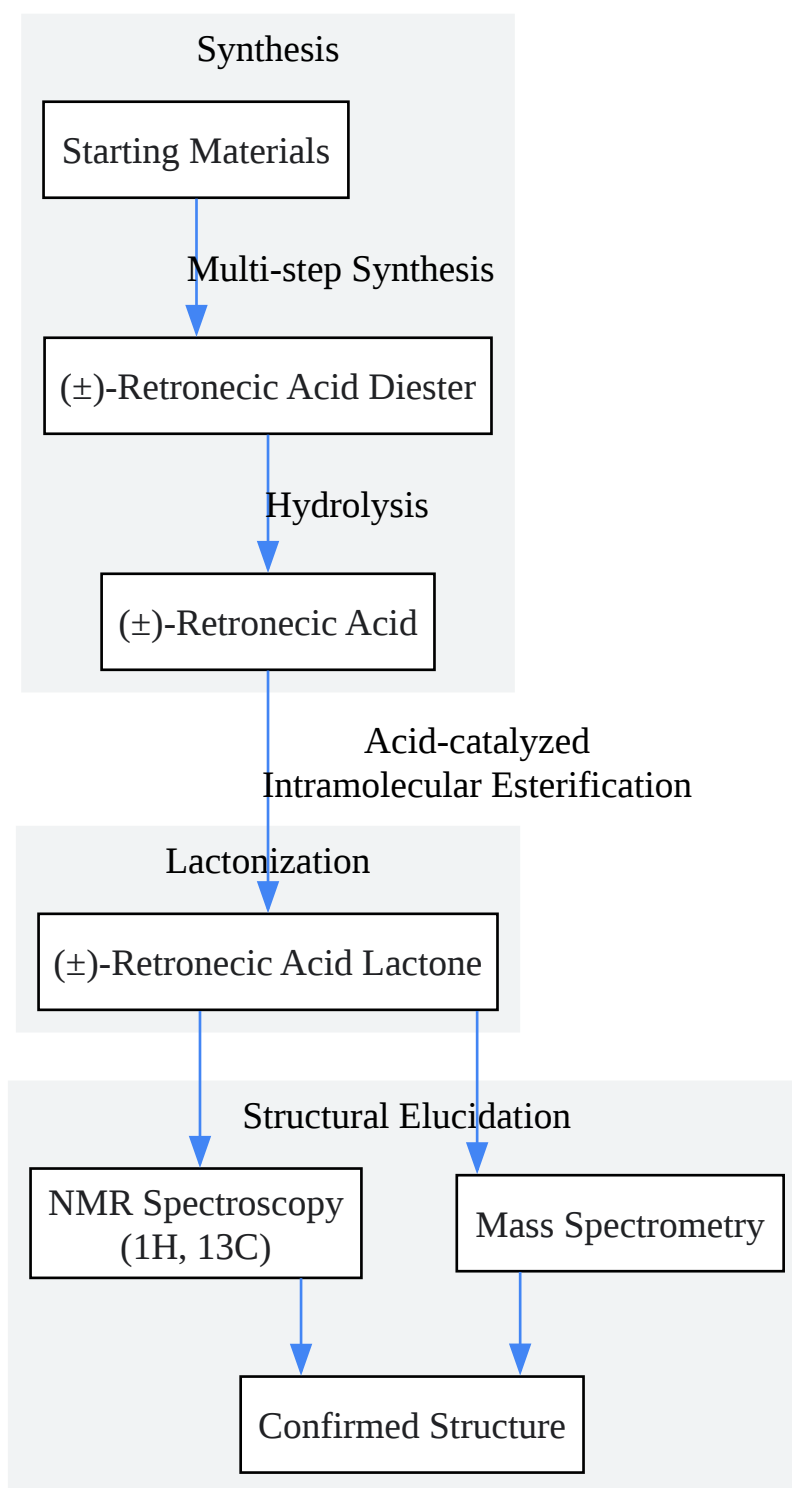 Synthesis
Starting Materials
Multi-step Synthesis
(±)-Retronecic Acid Diester
Hydrolysis
(±)-Retronecic Acid
Acid-catalyzed
Intramolecular Esterification
Lactonization
(±)-Retronecic Acid Lactone
Structural Elucidation
NMR Spectroscopy
(1H, 13C)
Mass Spectrometry
Confirmed Structure